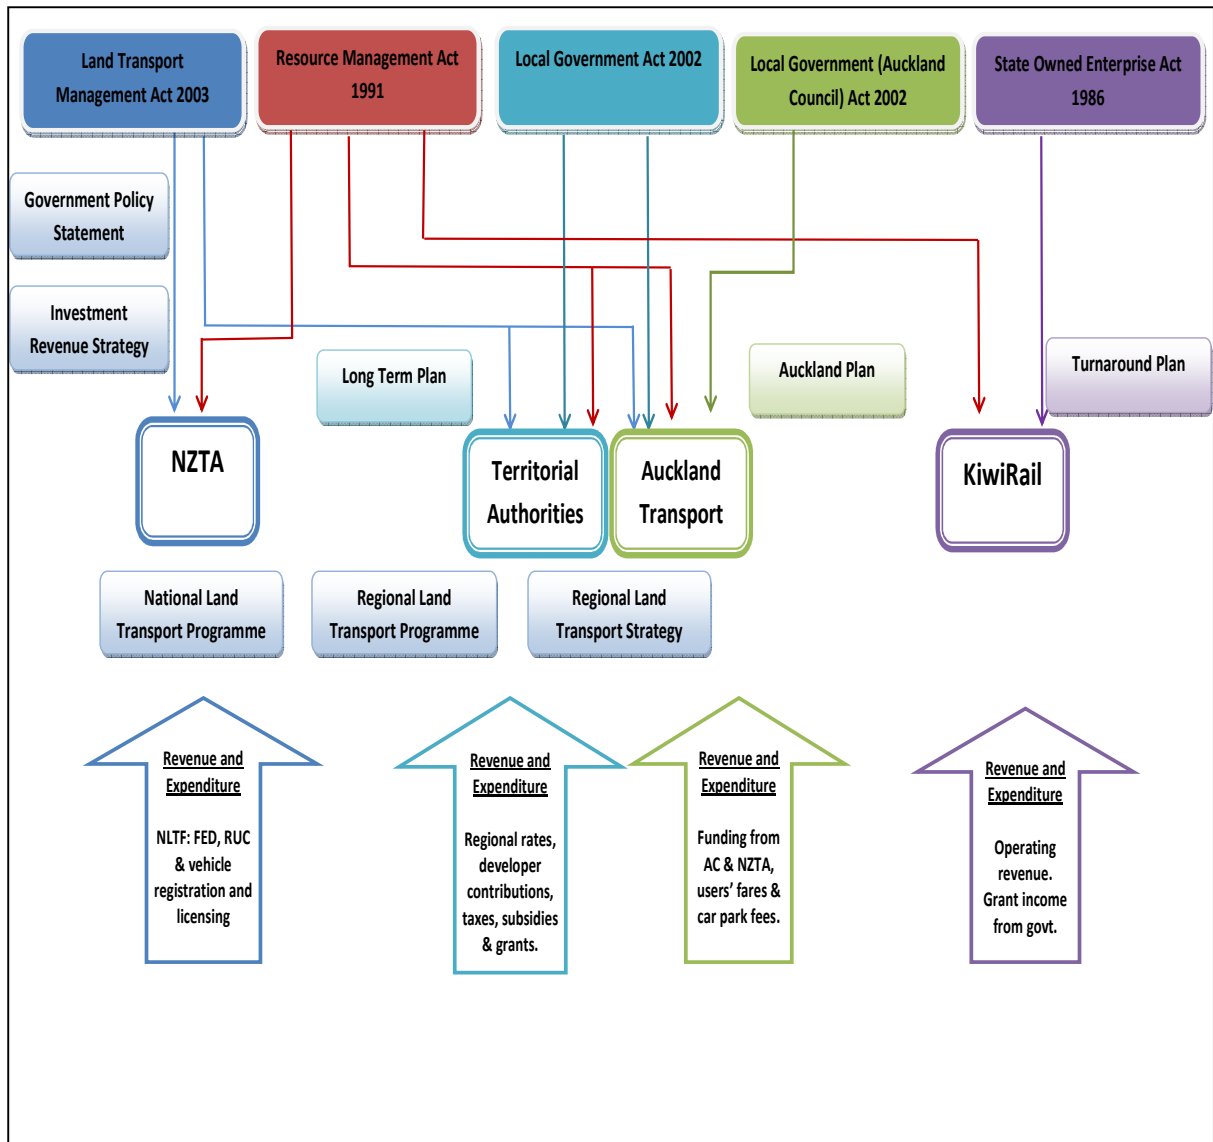 Land Transport
Management Act 2003
Resource Management Act
1991
Local Government Act 2002
Local Government (Auckland
Council) Act 2002
State Owned Enterprise Act
1986
Government Policy
Statement
Investment
Revenue Strategy
Long Term Plan
Auckland Plan
Turnaround Plan
NZTA
Territorial
Authorities
Auckland
Transport
KiwiRail
National Land
Transport Programme
Regional Land
Transport Programme
Regional Land
Transport Strategy
Revenue and
Expenditure
NLTF: FED, RUC
& vehicle
registration and
licensing
Revenue and
Expenditure
Regional rates,
developer
contributions,
taxes, subsidies
& grants.
Revenue and
Expenditure
Funding from
AC & NZTA,
users’ fares &
car park fees.
Revenue and
Expenditure
Operating
revenue.
Grant income
from govt.